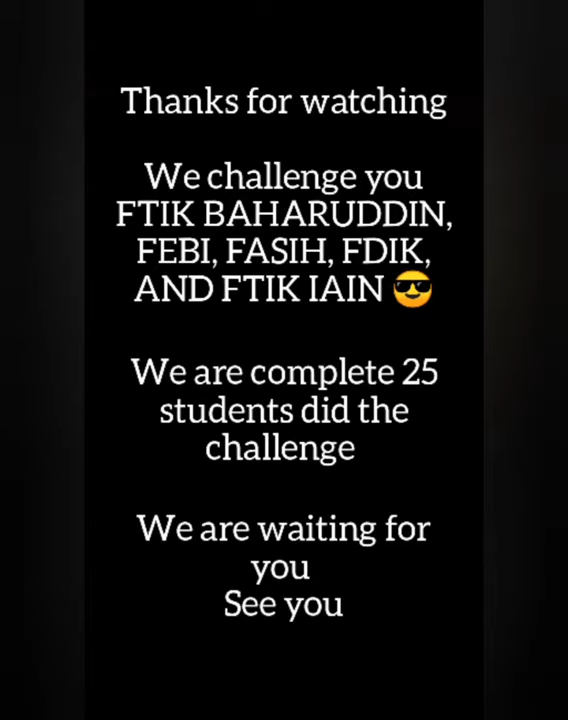 Thanks for watching
We challenge you
FTIK BAHARUDDIN,
FEBI, FASIH, FDIK,
AND FTIK IAIN 😎
We are complete 25
students did the
challenge
We are waiting for
you
See you